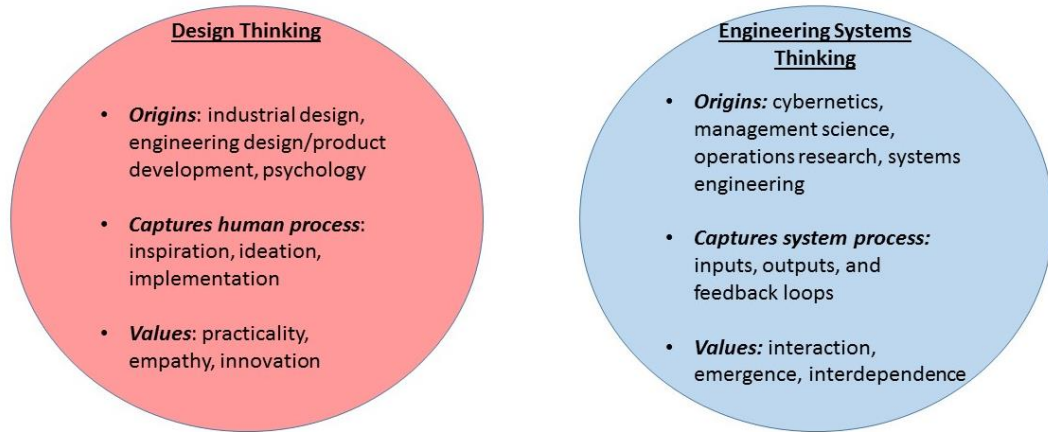 Design Thinking
• Origins: industrial design,
engineering design/product
development, psychology
• Captures human process:
inspiration, ideation,
implementation
• Values: practicality,
empathy, innovation
Engineering Systems
Thinking
• Origins: cybernetics,
management science,
operations research, systems
engineering
• Captures system process:
inputs, outputs, and
feedback loops
• Values: interaction,
emergence, interdependence